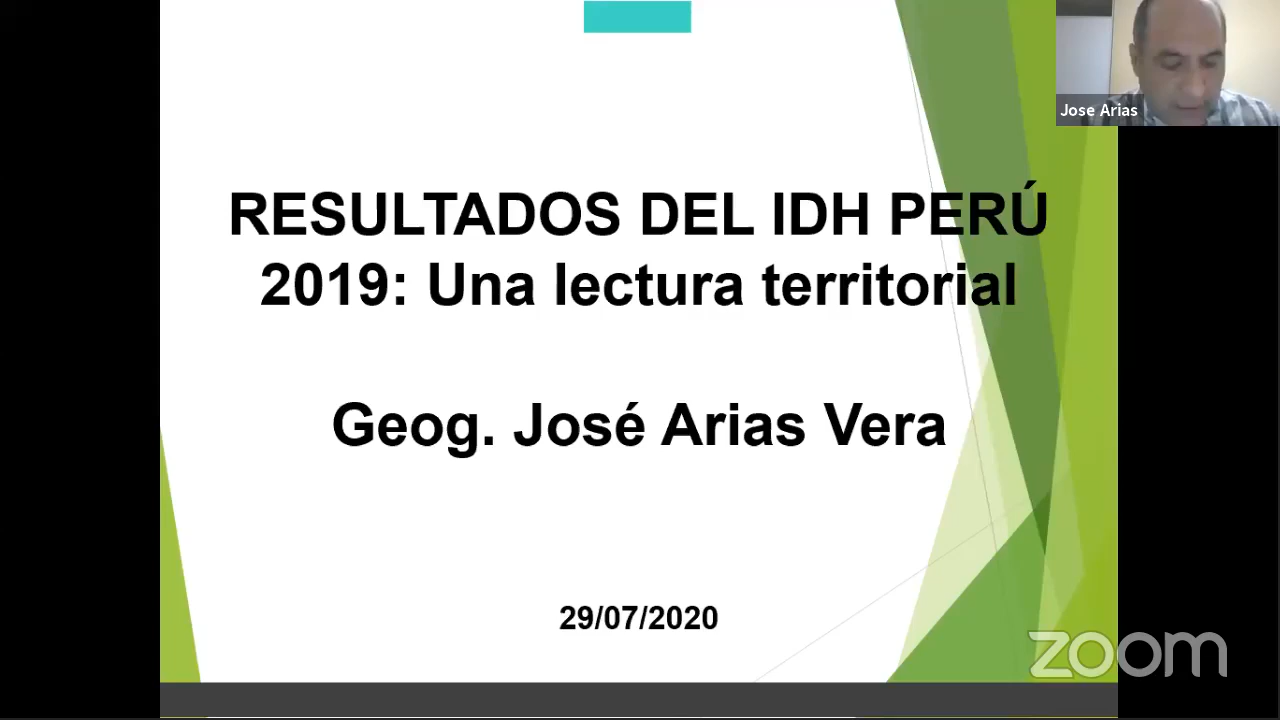 Jose Arias
RESULTADOS DEL IDH PERÚ
2019: Una lectura territorial
Geog. José Arias Vera
29/07/2020
zoom